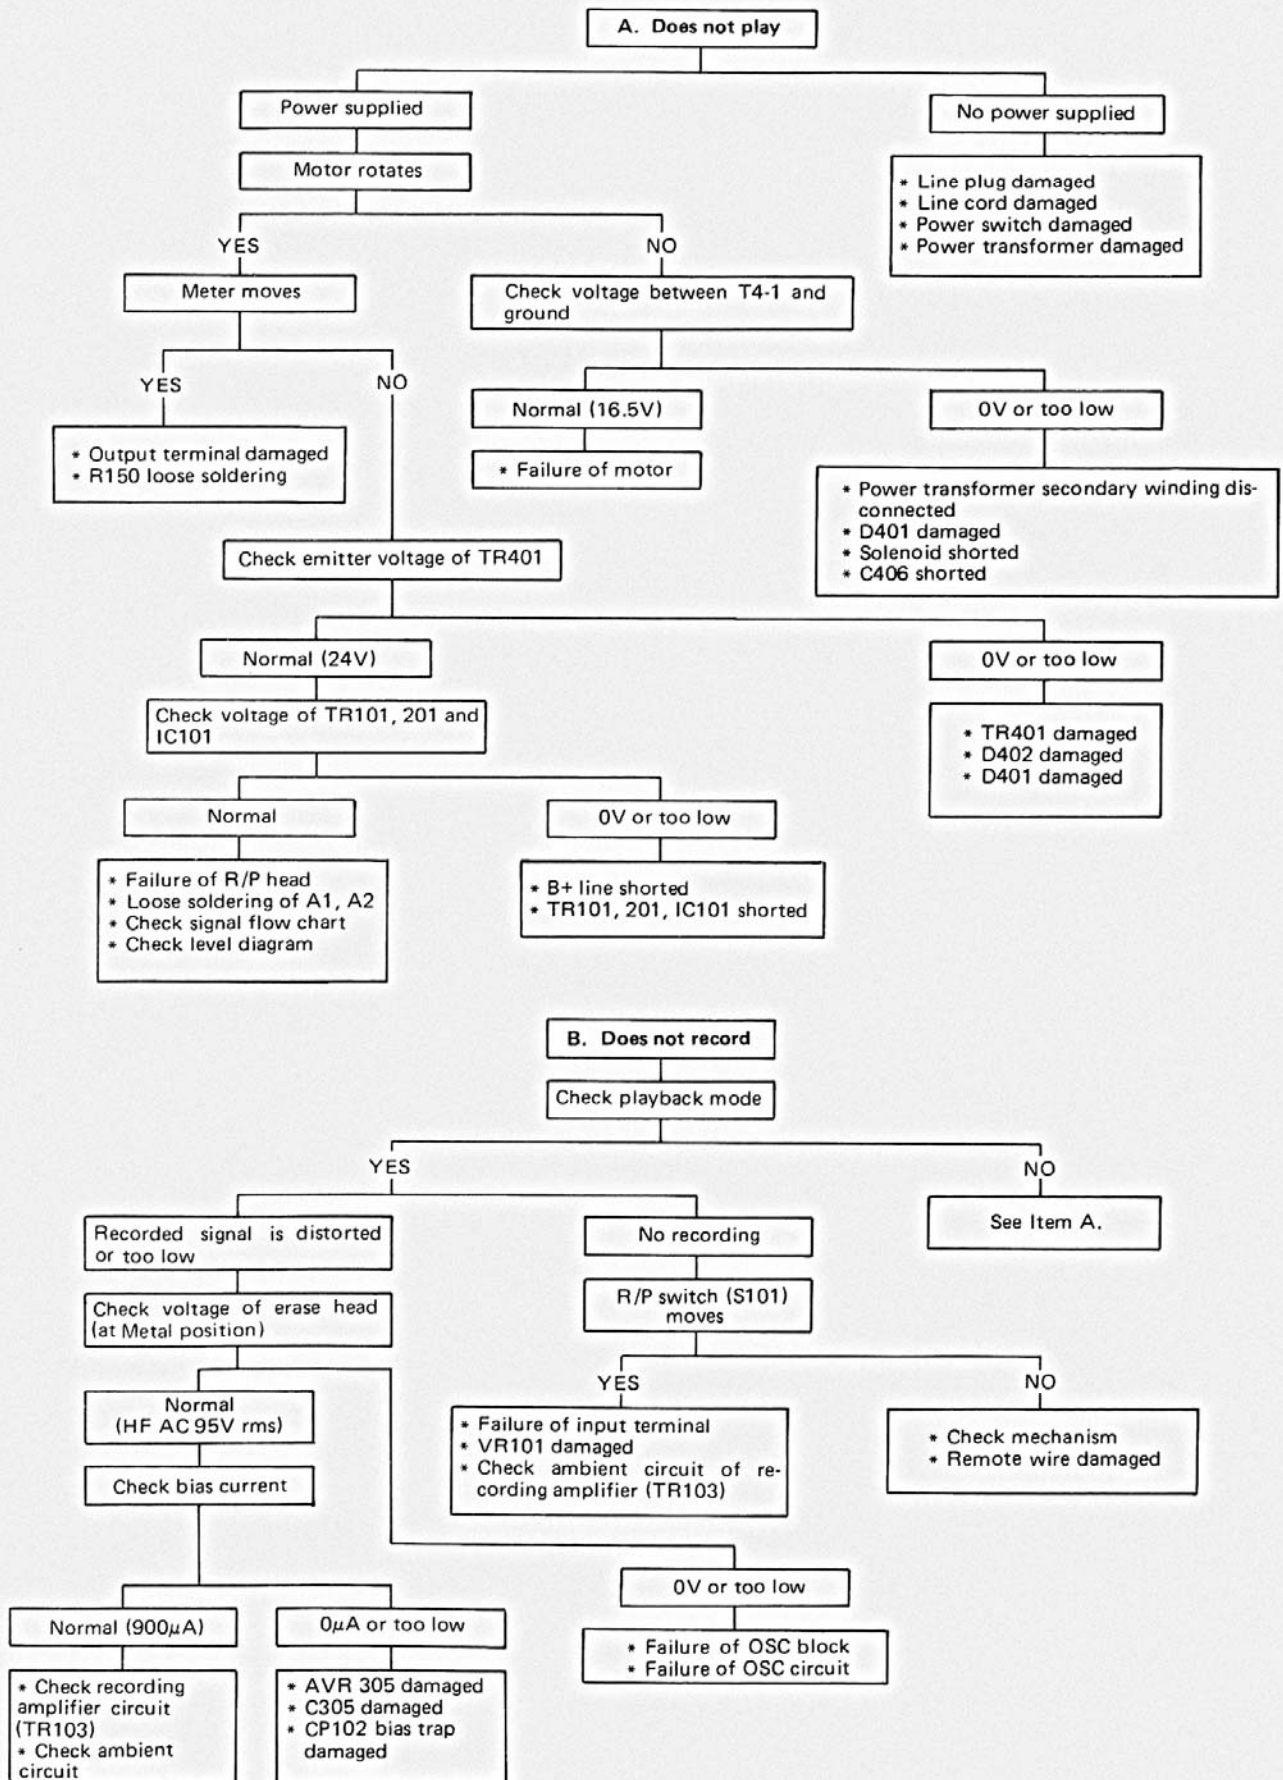 A. Does not play
Power supplied
No power supplied
Motor rotates
* Line plug damaged
* Line cord damaged
* Power switch damaged
* Power transformer damaged
YES
NO
Meter moves
Check voltage between T4-1 and
ground
YES
NO
Normal (16.5V)
0V or too low
* Output terminal damaged
* R150 loose soldering
* Failure of motor
* Power transformer secondary winding dis-
connected
* D401 damaged
* Solenoid shorted
* C406 shorted
Check emitter voltage of TR401
Normal (24V)
0V or too low
Check voltage of TR101, 201 and
IC101
* TR401 damaged
* D402 damaged
* D401 damaged
Normal
0V or too low
* Failure of R/P head
* Loose soldering of A1, A2
* Check signal flow chart
* Check level diagram
* B+ line shorted
* TR101, 201, IC101 shorted
B. Does not record
Check playback mode
YES
NO
Recorded signal is distorted
or too low
No recording
See Item A.
Check voltage of erase head
(at Metal position)
R/P switch (S101)
moves
YES
NO
Normal
(HF AC 95V rms)
* Failure of input terminal
* VR101 damaged
* Check ambient circuit of re-
cording amplifier (TR103)
* Check mechanism
* Remote wire damaged
Check bias current
0V or too low
Normal (900μA)
0μA or too low
* Failure of OSC block
* Failure of OSC circuit
* Check recording
amplifier circuit
(TR103)
* Check ambient
circuit
* AVR 305 damaged
* C305 damaged
* CP102 bias trap
damaged